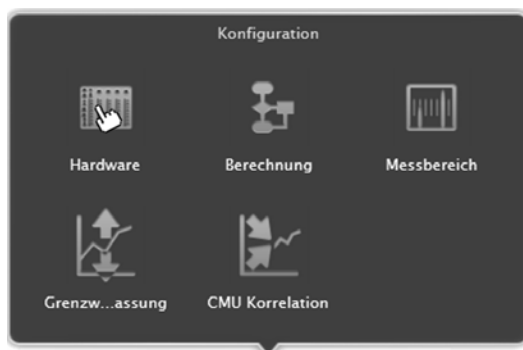 Konfiguration
Hardware
Berechnung
Messbereich
Grenzw...assung
CMU Korrelation